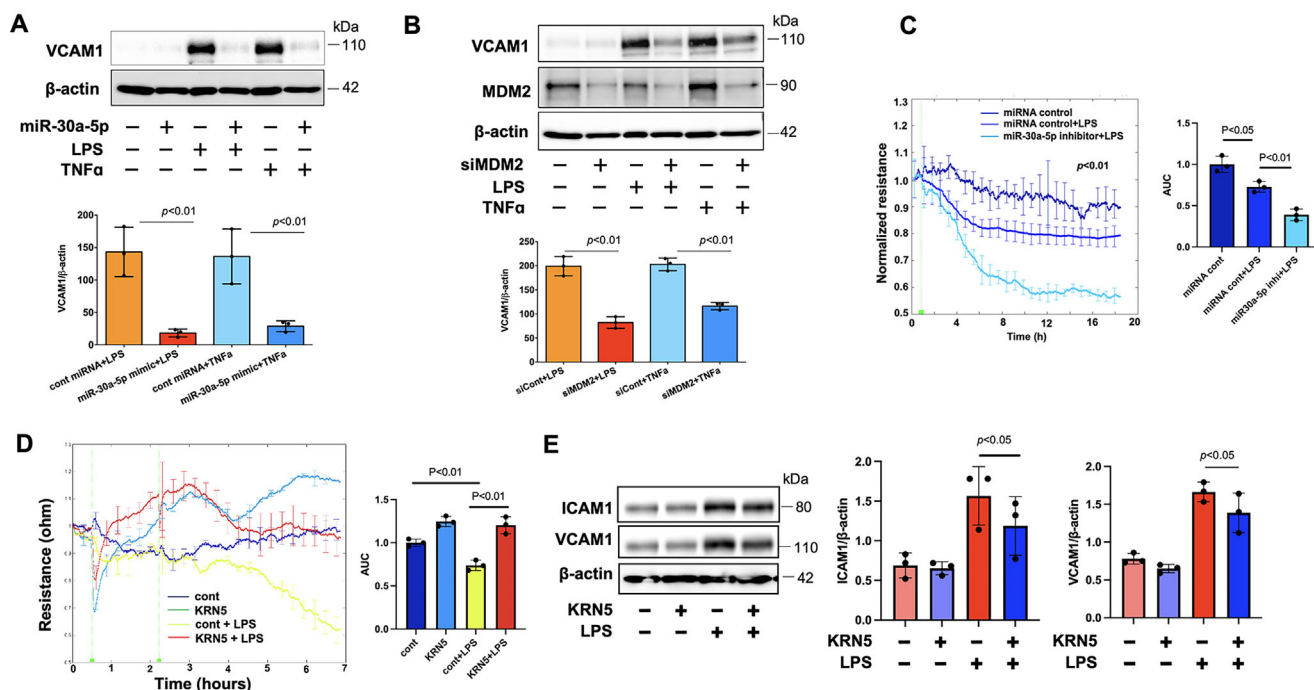 A
kDa
VCAM1
110
β-actin
42
miR-30a-5p − + − + − +
LPS − − + + − −
TNFα − − − − + +
p<0.01
p<0.01
VCAM1/β-actin
200
150
100
50
0
cont miRNA+LPS
miR-30a-5p mimic+LPS
cont miRNA+TNFa
miR-30a-5p mimic+TNFa
B
kDa
VCAM1
110
MDM2
90
β-actin
42
siMDM2 − + − + − +
LPS − − + + − −
TNFα − − − − + +
p<0.01
p<0.01
VCAM1/β-actin
250
200
150
100
50
0
siCont+LPS
siMDM2+LPS
siCont+TNFa
siMDM2+TNFa
C
miRNA control
miRNA control+LPS
miR-30a-5p inhibitor+LPS
p<0.01
Normalized resistance
1.3
1.2
1.1
1.0
0.9
0.8
0.7
0.6
0.5
0 4 8 12 16 20
Time (h)
p<0.05
p<0.01
AUC
1.5
1.0
0.5
0.0
miRNA cont
miRNA cont+LPS
miR30a-5p inhi+LPS
D
Resistance (ohm)
cont
KRN5
cont + LPS
KRN5 + LPS
0 1 2 3 4 5 6 7
Time (hours)
P<0.01
P<0.01
AUC
1.5
1.0
0.5
0.0
cont
KRN5
cont+LPS
KRN5+LPS
E
kDa
ICAM1
80
VCAM1
110
β-actin
42
KRN5 − + − +
LPS − − + +
p<0.05
ICAM1/β-actin
2.0
1.5
1.0
0.5
0.0
KRN5 − + − +
LPS − − + +
p<0.05
VCAM1/β-actin
2.0
1.5
1.0
0.5
0.0
KRN5 − + − +
LPS − − + +